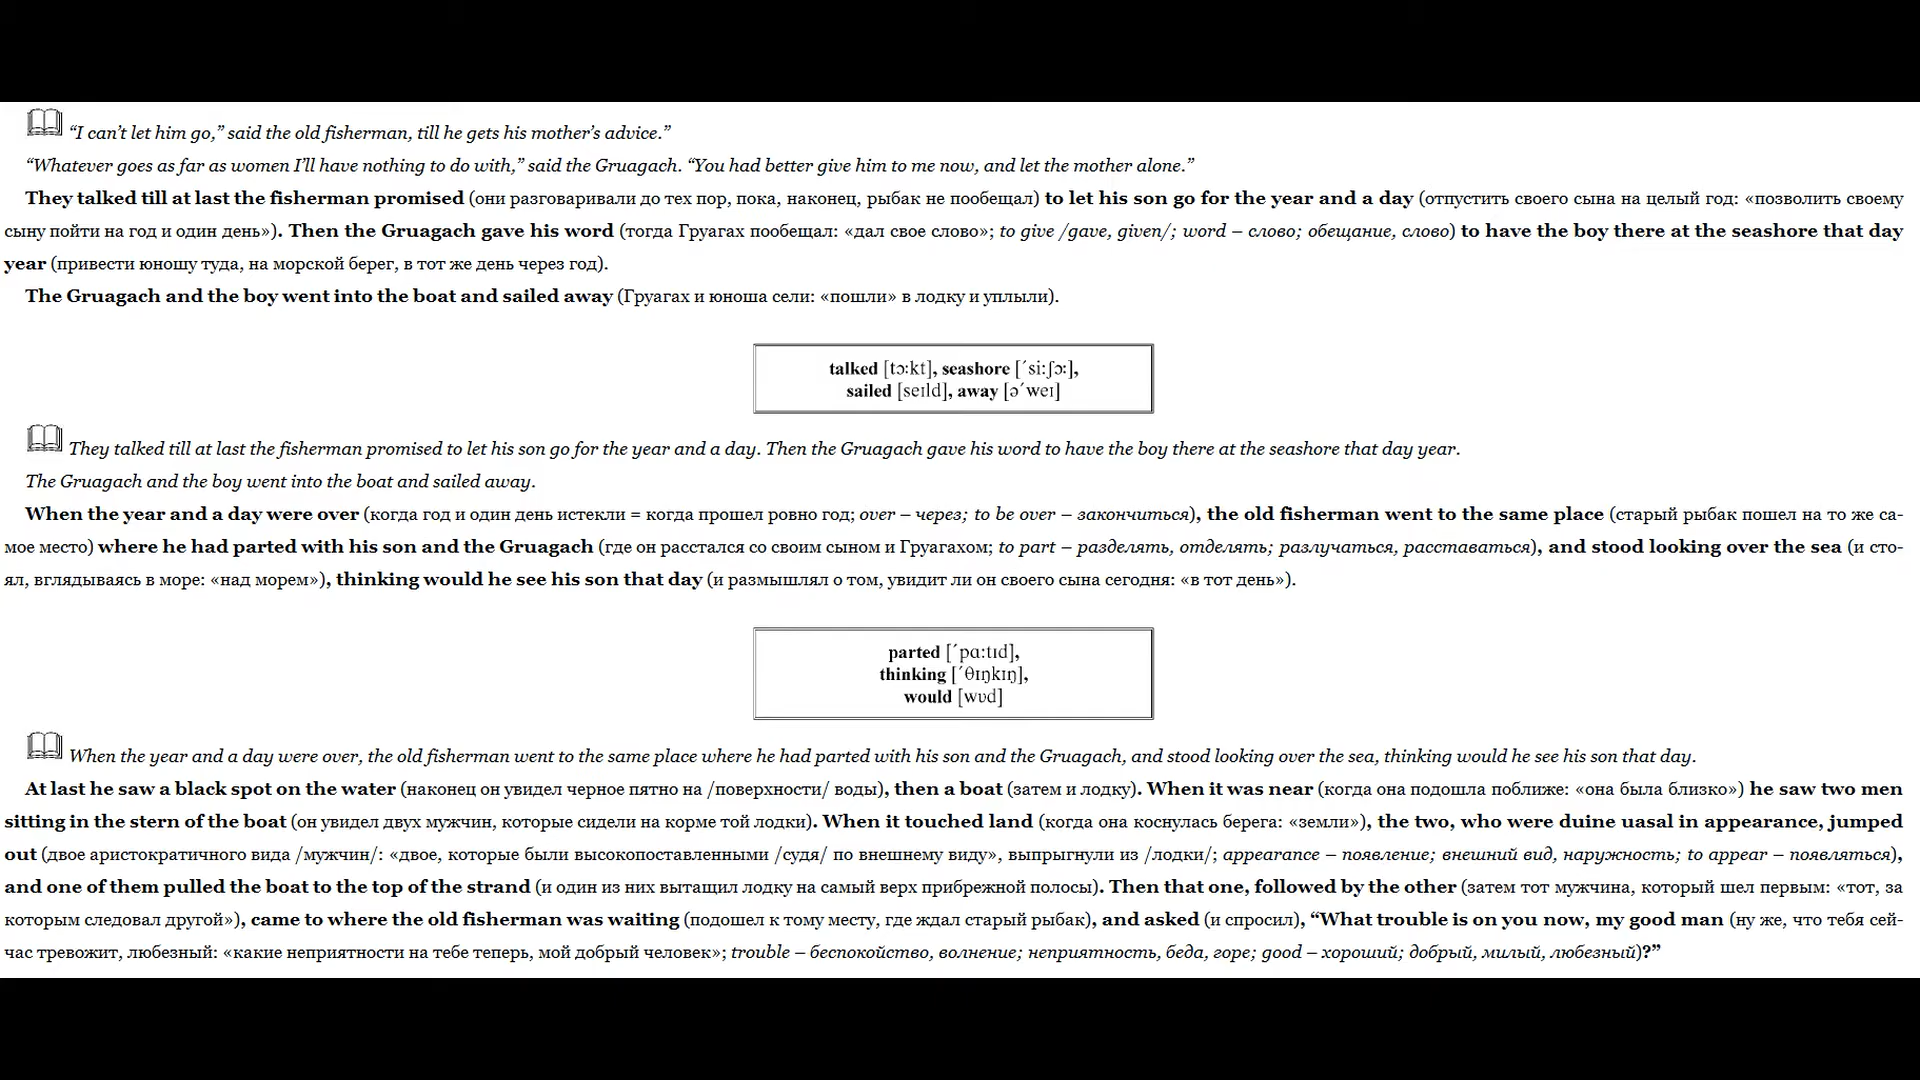 “I can’t let him go,” said the old fisherman, till he gets his mother’s advice.”
“Whatever goes as far as women I’ll have nothing to do with,” said the Gruagach. “You had better give him to me now, and let the mother alone.”
They talked till at last the fisherman promised (они разговаривали до тех пор, пока, наконец, рыбак не пообещал) to let his son go for the year and a day (отпустить своего сына на целый год: «позволить своему
сыну пойти на год и один день»). Then the Gruagach gave his word (тогда Груагах пообещал: «дал свое слово»; to give /gave, given/; word – слово; обещание, слово) to have the boy there at the seashore that day
year (привести юношу туда, на морской берег, в тот же день через год).
The Gruagach and the boy went into the boat and sailed away (Груагах и юноша сели: «пошли» в лодку и уплыли).
talked [tɔ:kt], seashore [´si:ʃɔ:],
sailed [seɪld], away [ə´weɪ]
They talked till at last the fisherman promised to let his son go for the year and a day. Then the Gruagach gave his word to have the boy there at the seashore that day year.
The Gruagach and the boy went into the boat and sailed away.
When the year and a day were over (когда год и один день истекли = когда прошел ровно год; over – через; to be over – закончиться), the old fisherman went to the same place (старый рыбак пошел на то же са-
мое место) where he had parted with his son and the Gruagach (где он расстался со своим сыном и Груагахом; to part – разделять, отделять; разлучаться, расставаться), and stood looking over the sea (и сто-
ял, вглядываясь в море: «над морем»), thinking would he see his son that day (и размышлял о том, увидит ли он своего сына сегодня: «в тот день»).
parted [´pɑ:tɪd],
thinking [´θɪŋkɪŋ],
would [wʊd]
When the year and a day were over, the old fisherman went to the same place where he had parted with his son and the Gruagach, and stood looking over the sea, thinking would he see his son that day.
At last he saw a black spot on the water (наконец он увидел черное пятно на /поверхности/ воды), then a boat (затем и лодку). When it was near (когда она подошла поближе: «она была близко») he saw two men
sitting in the stern of the boat (он увидел двух мужчин, которые сидели на корме той лодки). When it touched land (когда она коснулась берега: «земли»), the two, who were duine uasal in appearance, jumped
out (двое аристократичного вида /мужчин/: «двое, которые были высокопоставленными /судя/ по внешнему виду», выпрыгнули из /лодки/; appearance – появление; внешний вид, наружность; to appear – появляться),
and one of them pulled the boat to the top of the strand (и один из них вытащил лодку на самый верх прибрежной полосы). Then that one, followed by the other (затем тот мужчина, который шел первым: «тот, за
которым следовал другой»), came to where the old fisherman was waiting (подошел к тому месту, где ждал старый рыбак), and asked (и спросил), “What trouble is on you now, my good man (ну же, что тебя сей-
час тревожит, любезный: «какие неприятности на тебе теперь, мой добрый человек»; trouble – беспокойство, волнение; неприятность, беда, горе; good – хороший; добрый, милый, любезный)?”